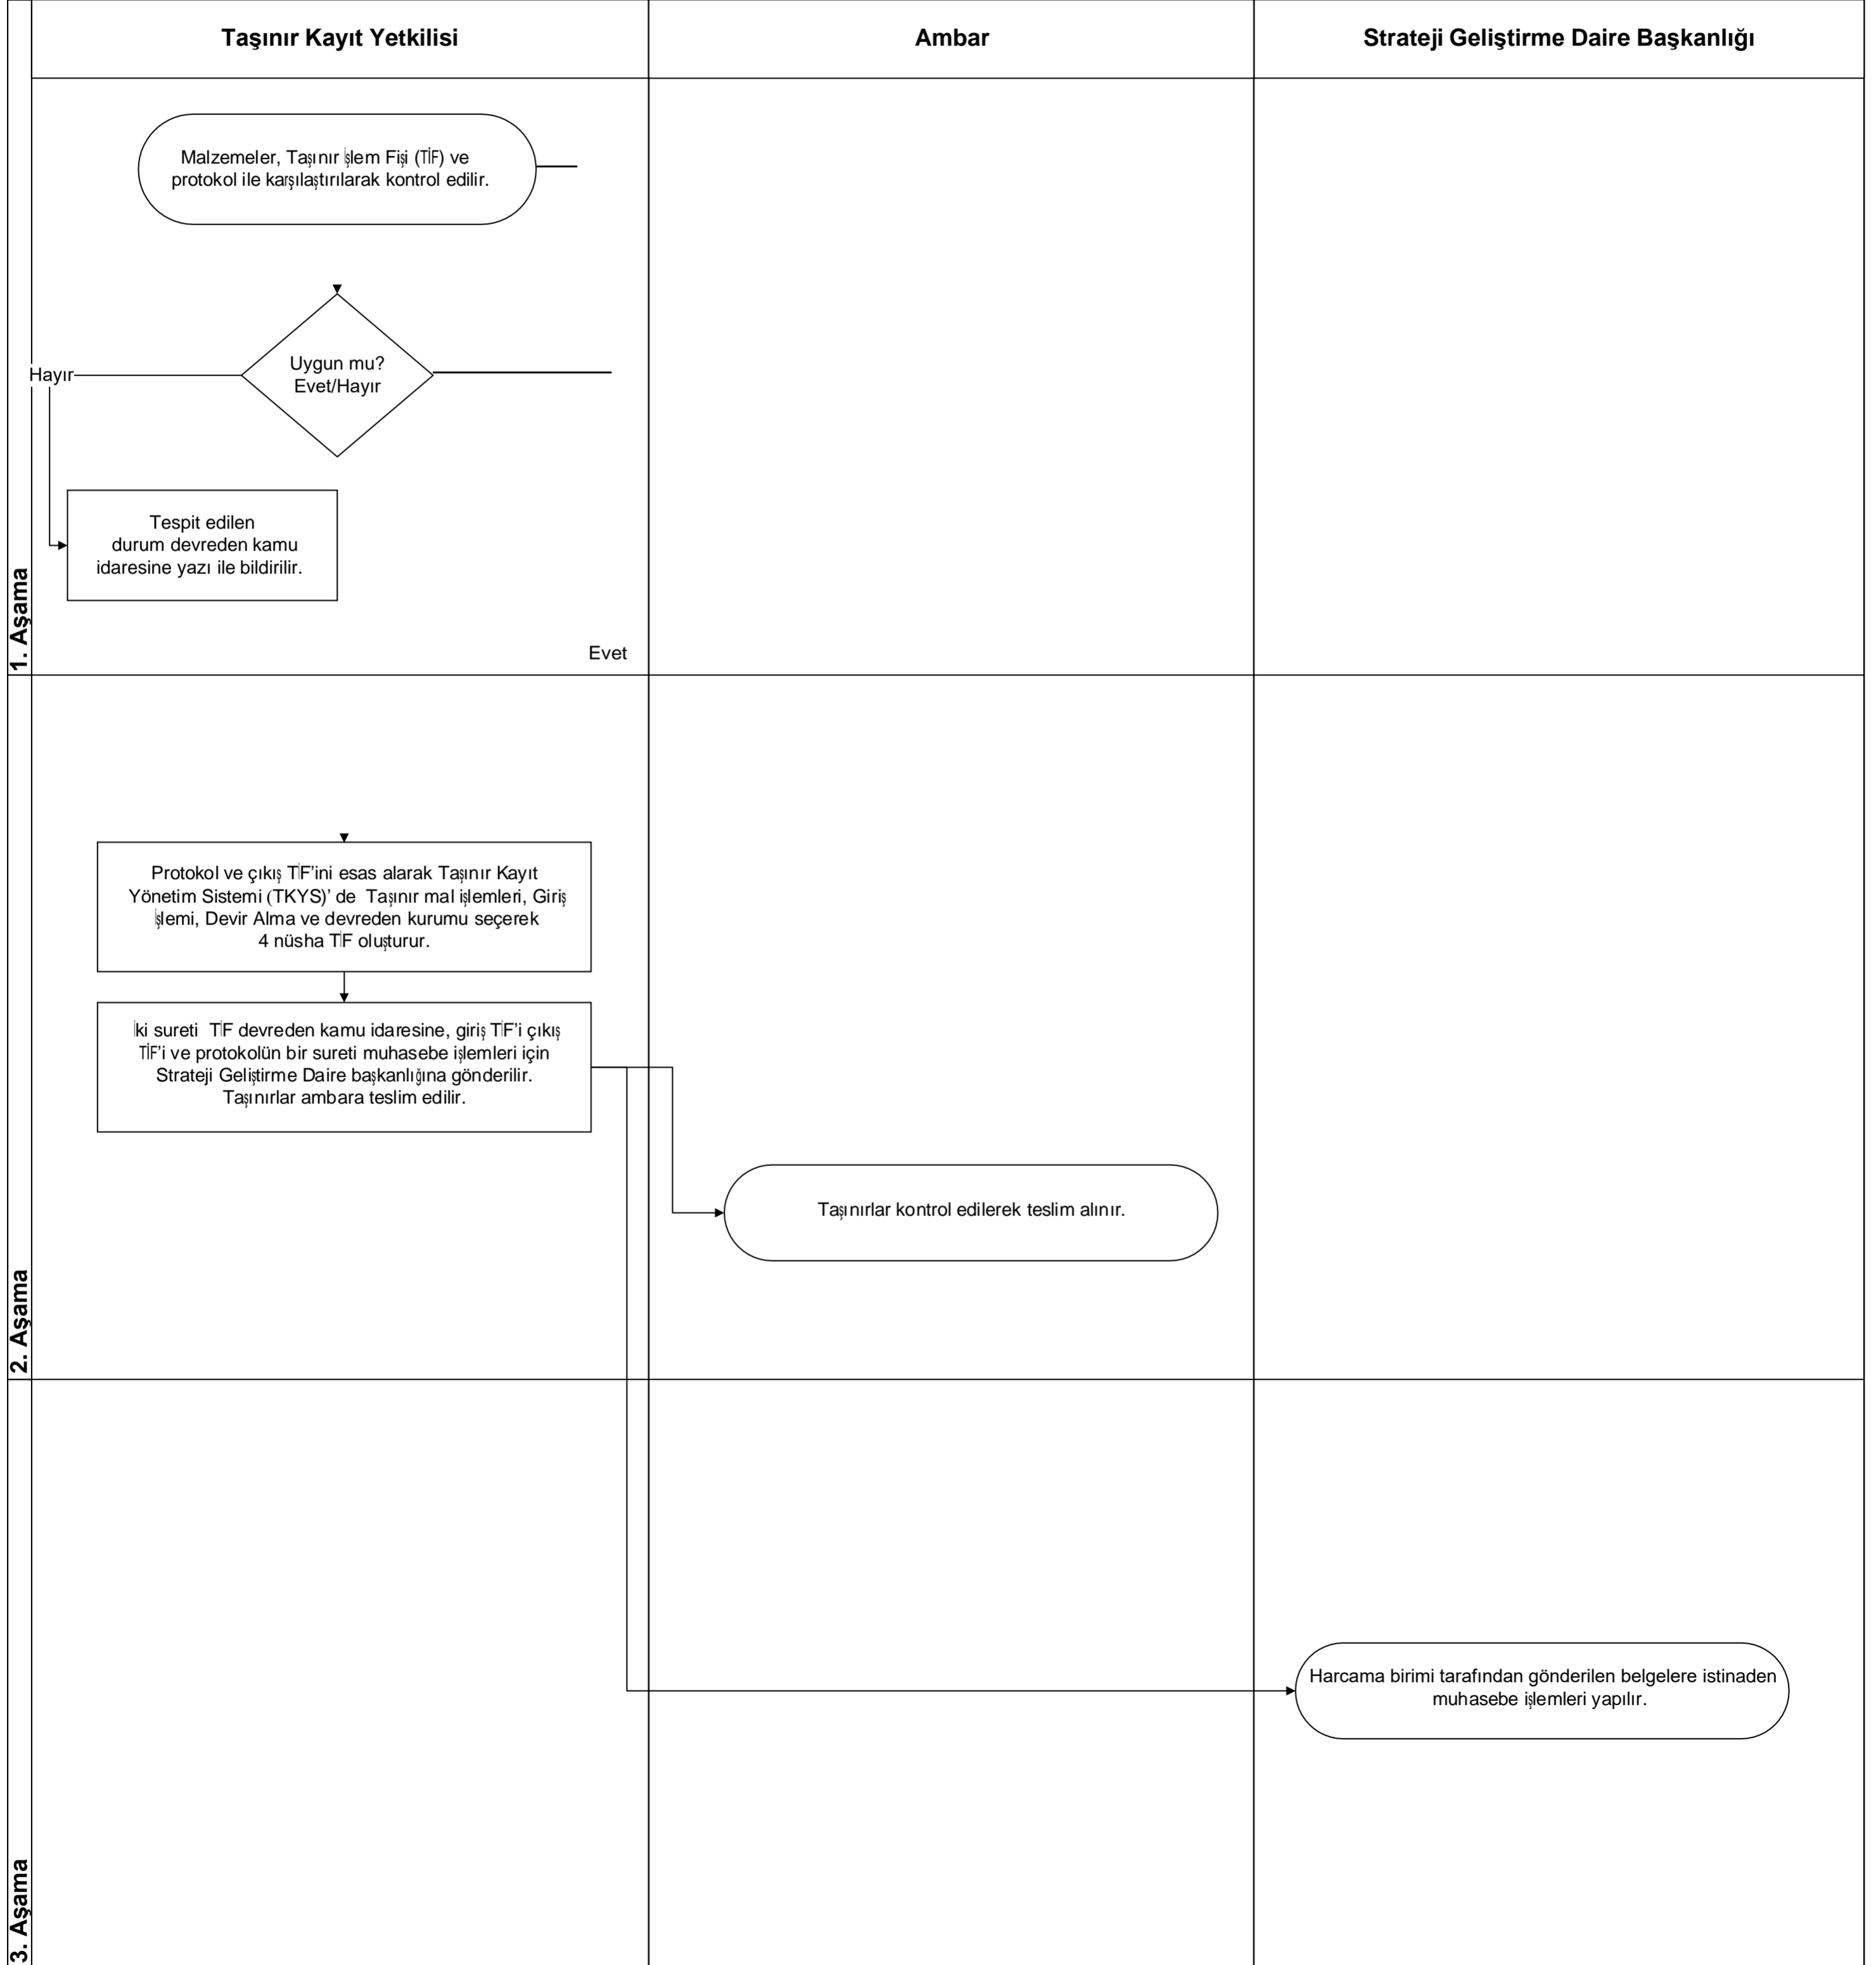 Taşınır Kayıt Yetkilisi
Ambar
Strateji Geliştirme Daire Başkanlığı
1. Aşama
Malzemeler, Taşınır İşlem Fişi (TİF) ve
protokol ile karşılaştırılarak kontrol edilir.
Uygun mu?
Evet/Hayır
Hayır
Tespit edilen
durum devreden kamu
idaresine yazı ile bildirilir.
Evet
2. Aşama
Protokol ve çıkış TİF’ini esas alarak Taşınır Kayıt
Yönetim Sistemi (TKYS)’ de Taşınır mal işlemleri, Giriş
İşlemi, Devir Alma ve devreden kurumu seçerek
4 nüsha TİF oluşturur.
İki sureti TİF devreden kamu idaresine, giriş TİF’i çıkış
TİF’i ve protokolün bir sureti muhasebe işlemleri için
Strateji Geliştirme Daire başkanlığına gönderilir.
Taşınırlar ambara teslim edilir.
Taşınırlar kontrol edilerek teslim alınır.
3. Aşama
Harcama birimi tarafından gönderilen belgelere istinaden
muhasebe işlemleri yapılır.